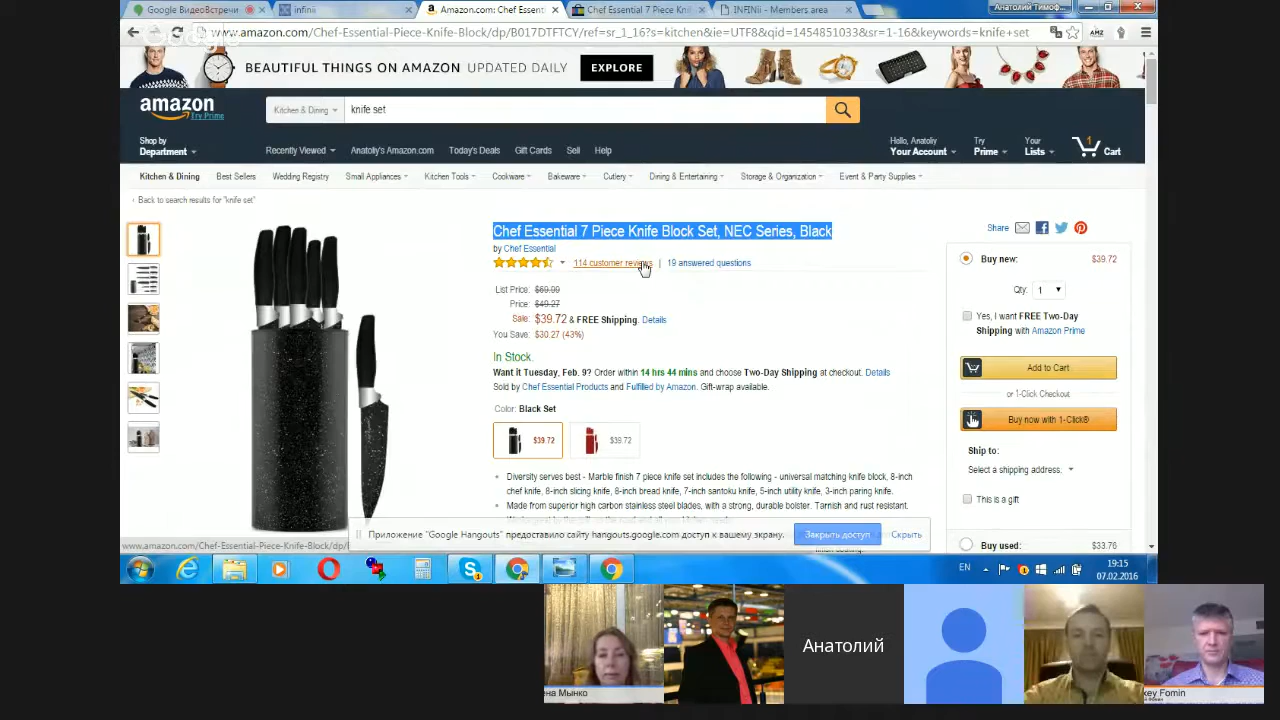 Google ВидеоВстречи
infinii
Amazon.com: Chef Essent
Chef Essential 7 Piece Kni
INFINii - Members area
Анатолий Тимоф...
www.amazon.com/Chef-Essential-Piece-Knife-Block/dp/B017DTFTCY/ref=sr_1_16?s=kitchen&ie=UTF8&qid=1454851033&sr=1-16&keywords=knife+set
AMZ
BEAUTIFUL THINGS ON AMAZON UPDATED DAILY
EXPLORE
amazon
Try Prime
Kitchen & Dining
knife set
Shop by
Department
Recently Viewed
Anatoliy's Amazon.com
Today's Deals
Gift Cards
Sell
Help
Hello, Anatoliy
Your Account
Try
Prime
Your
Lists
1
Cart
Kitchen & Dining
Best Sellers
Wedding Registry
Small Appliances
Kitchen Tools
Cookware
Bakeware
Cutlery
Dining & Entertaining
Storage & Organization
Event & Party Supplies
‹ Back to search results for "knife set"
Chef Essential 7 Piece Knife Block Set, NEC Series, Black
by Chef Essential
114 customer reviews | 19 answered questions
List Price: $69.99
Price: $49.27
Sale: $39.72 & FREE Shipping. Details
You Save: $30.27 (43%)
In Stock.
Want it Tuesday, Feb. 9? Order within 14 hrs 44 mins and choose Two-Day Shipping at checkout. Details
Sold by Chef Essential Products and Fulfilled by Amazon. Gift-wrap available.
Color: Black Set
$39.72
$39.72
Diversity serves best - Marble finish 7 piece knife set includes the following - universal matching knife block, 8-inch
chef knife, 8-inch slicing knife, 8-inch bread knife, 7-inch santoku knife, 5-inch utility knife, 3-inch paring knife.
Made from superior high carbon stainless steel blades, with a strong, durable bolster. Tarnish and rust resistant.
Share
Buy new: $39.72
Qty: 1
Yes, I want FREE Two-Day
Shipping with Amazon Prime
Add to Cart
or 1-Click Checkout
Buy now with 1-Click®
Ship to:
Select a shipping address:
This is a gift
Buy used: $33.76
Приложение "Google Hangouts" предоставило сайту hangouts.google.com доступ к вашему экрану.
Закрыть доступ
Скрыть
www.amazon.com/Chef-Essential-Piece-Knife-Block/dp/
EN
19:15
07.02.2016
ена Мынко
Анатолий
key Fomin